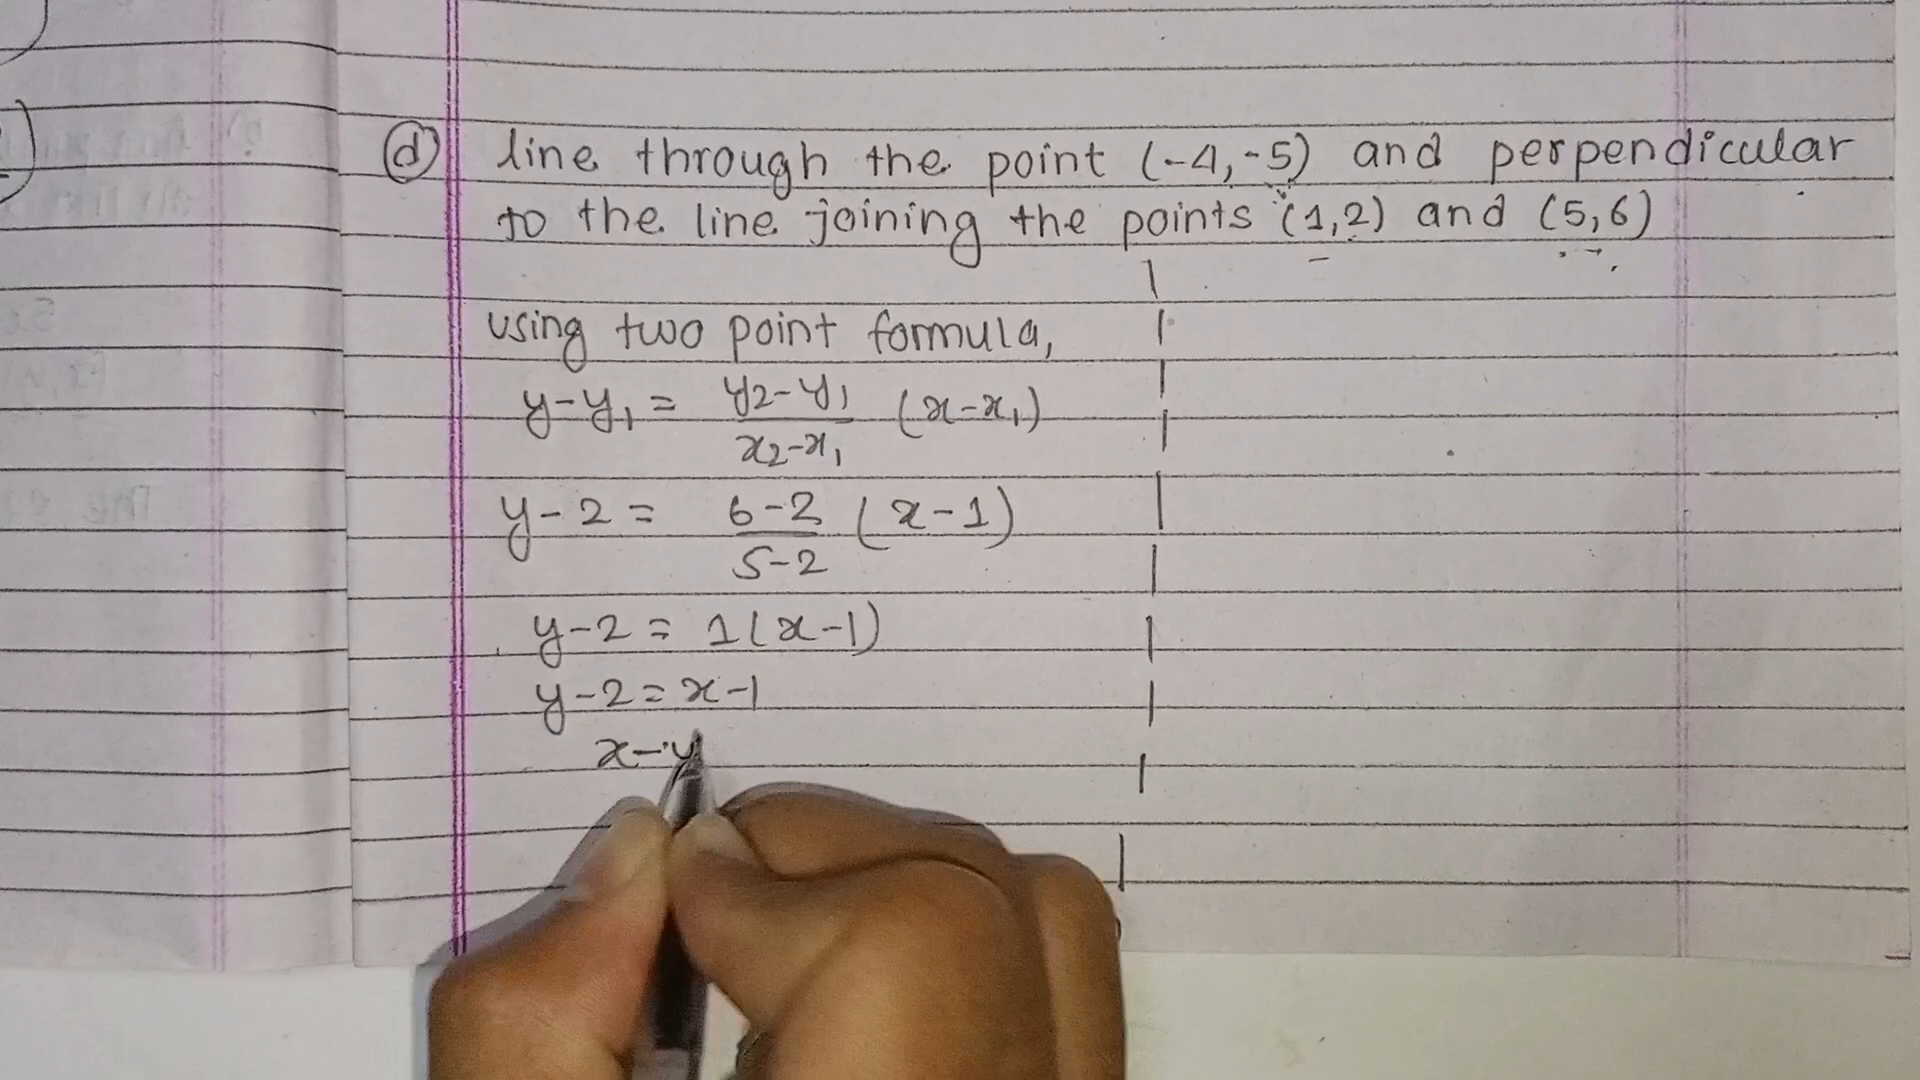 (d) line through the point (-4,-5) and perpendicular
to the line joining the points (1,2) and (5,6)
using two point formula,
y-y₁ = y₂-y₁ / x₂-x₁ (x-x₁)
y-2 = 6-2 / 5-2 (x-1)
y-2 = 1(x-1)
y-2 = x-1
x-y